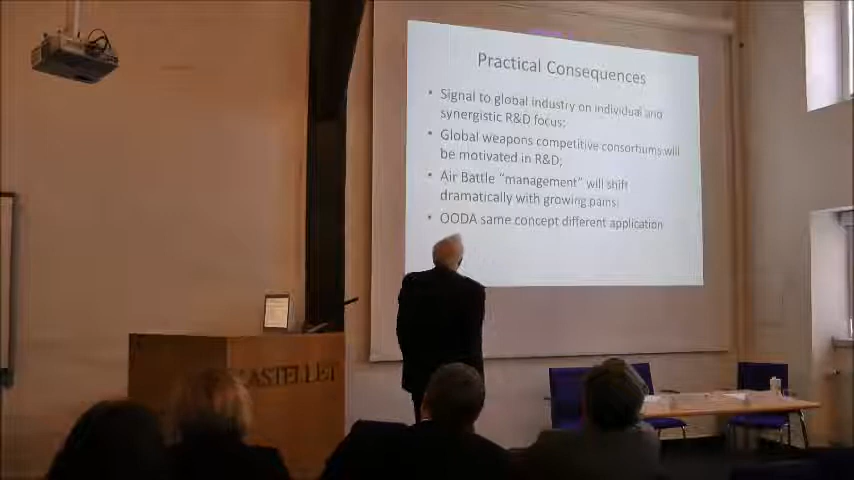 Practical Consequences
• Signal to global industry on individual and
synergistic R&D focus;
• Global weapons competitive consortiums will
be motivated in R&D;
• Air Battle “management” will shift
dramatically with growing pains;
• OODA same concept different application
KASTELLET